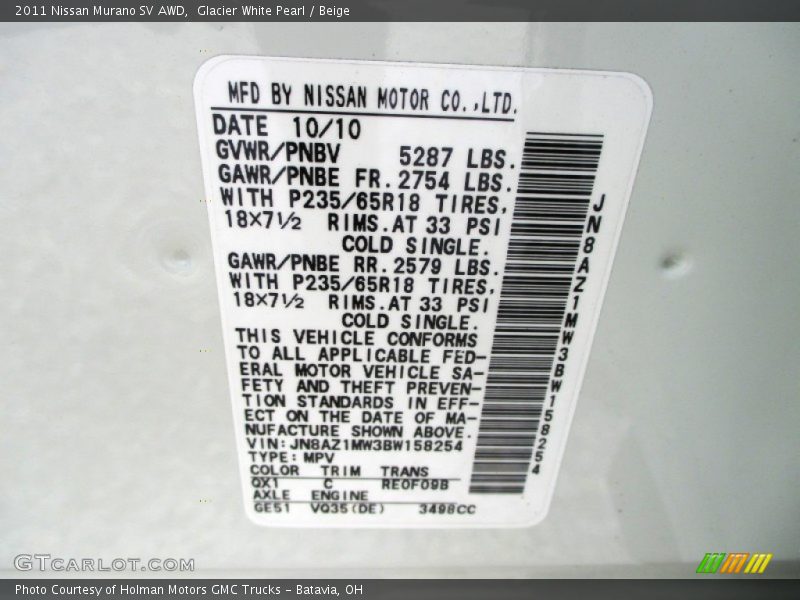 2011 Nissan Murano SV AWD,  Glacier White Pearl / Beige
MFD BY NISSAN MOTOR CO.,LTD.
DATE 10/10
GVWR/PNBV 5287 LBS.
GAWR/PNBE FR. 2754 LBS.
WITH P235/65R18 TIRES,
18×7½ RIMS. AT 33 PSI
COLD SINGLE.
GAWR/PNBE RR. 2579 LBS.
WITH P235/65R18 TIRES,
18×7½ RIMS. AT 33 PSI
COLD SINGLE.
THIS VEHICLE CONFORMS
TO ALL APPLICABLE FED-
ERAL MOTOR VEHICLE SA-
FETY AND THEFT PREVEN-
TION STANDARDS IN EFF-
ECT ON THE DATE OF MA-
NUFACTURE SHOWN ABOVE.
VIN: JN8AZ1MW3BW158254
TYPE: MPV
COLOR TRIM TRANS
QX1 C RE0F09B
AXLE ENGINE
GE51 VQ35(DE) 3498CC
JN8AZ1MW3BW158254
GTCARLOT.COM
Photo Courtesy of Holman Motors GMC Trucks - Batavia, OH